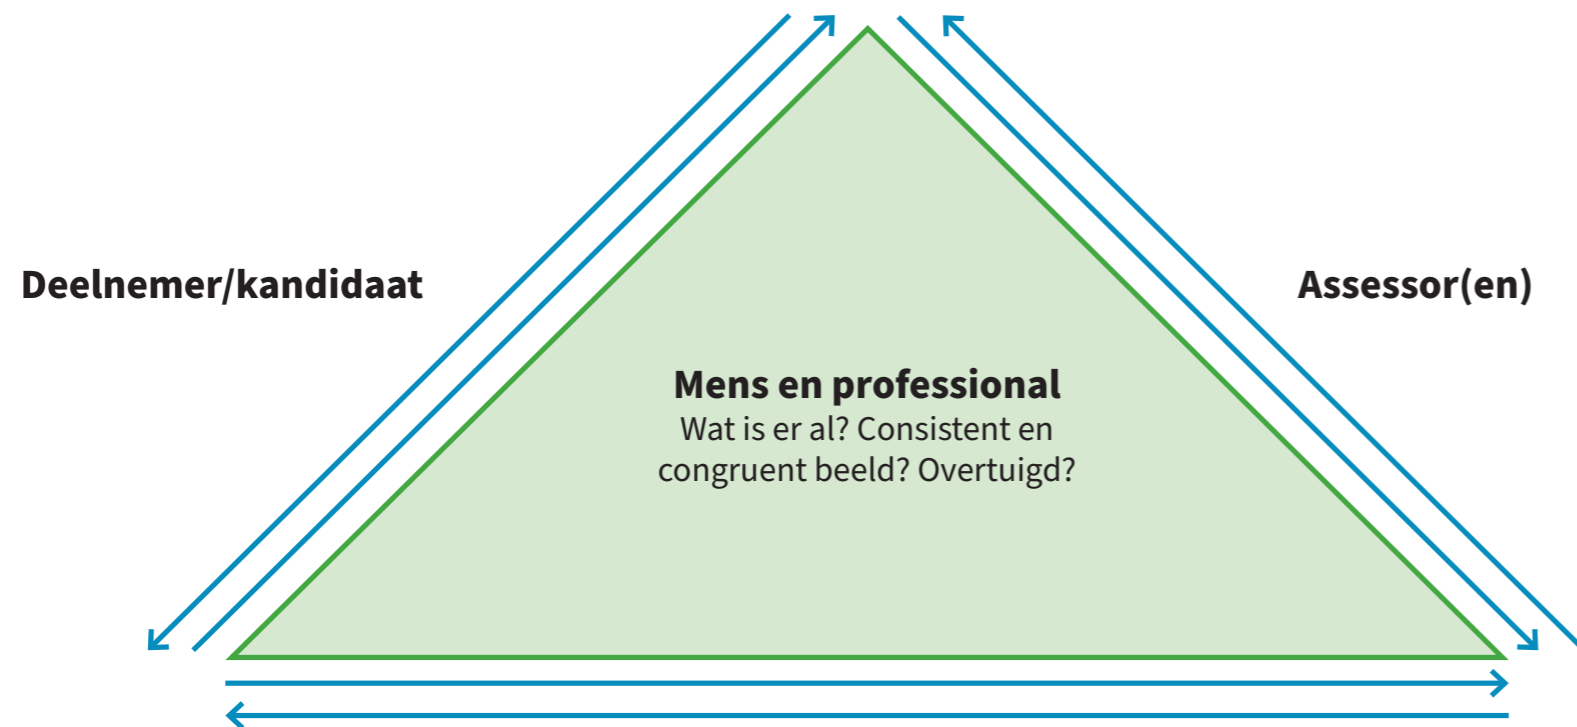 Deelnemer/kandidaat
Assessor(en)
Mens en professional
Wat is er al? Consistent en
congruent beeld? Overtuigd?